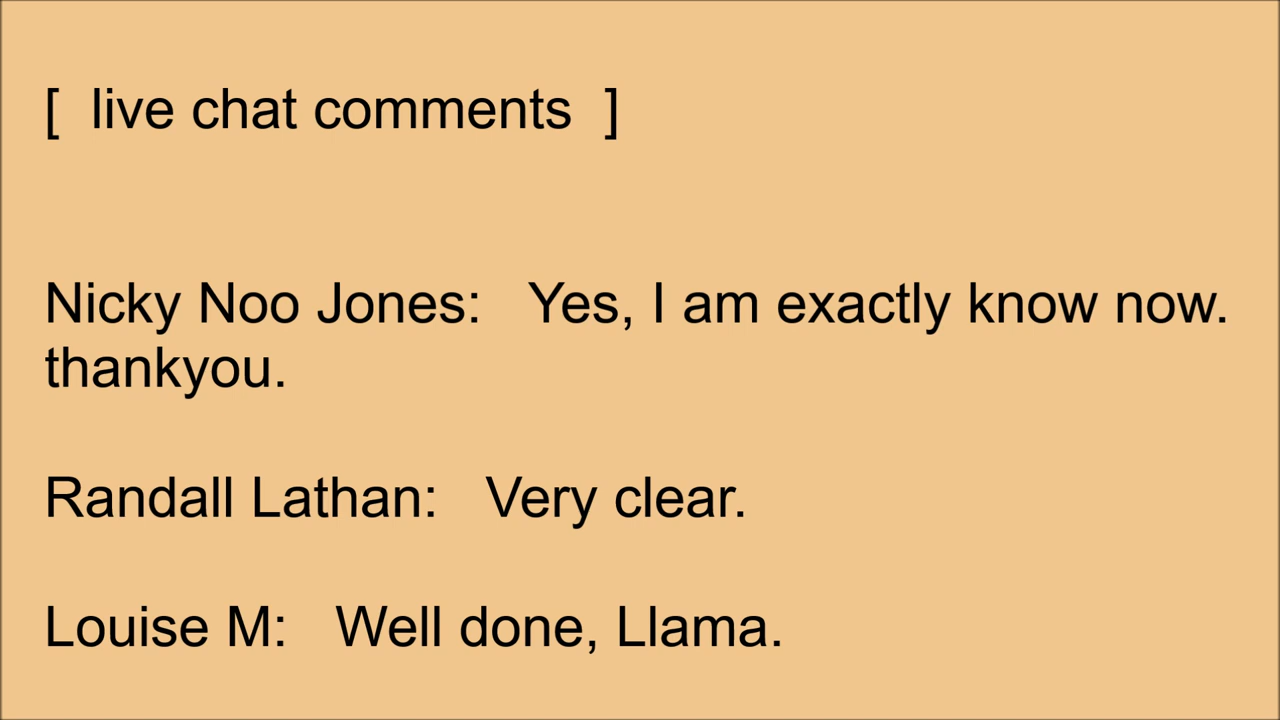 [  live chat comments  ]
Nicky Noo Jones:   Yes, I am exactly know now.
thankyou.
Randall Lathan:   Very clear.
Louise M:   Well done, Llama.